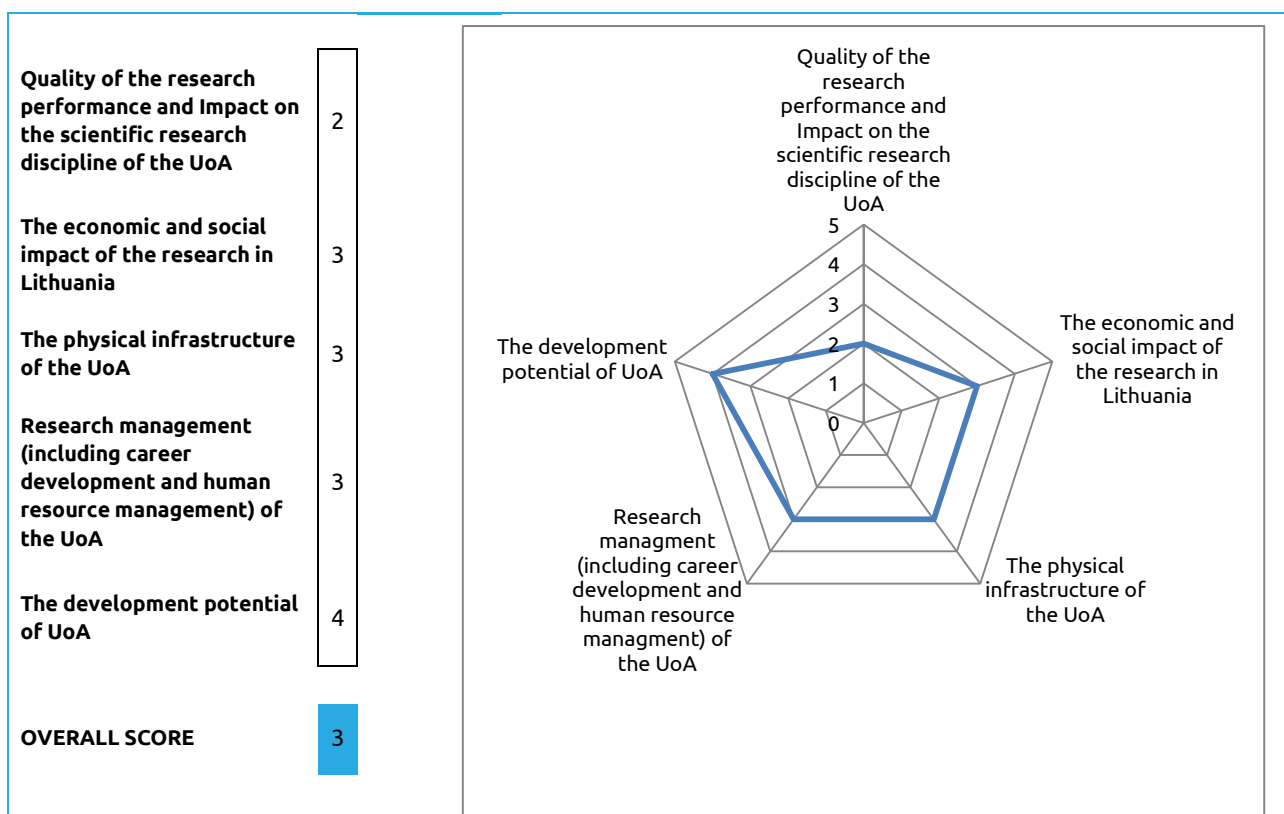 Quality of the research
performance and Impact on
the scientific research
discipline of the UoA
2
The economic and social
impact of the research in
Lithuania
3
The physical infrastructure
of the UoA
3
Research management
(including career
development and human
resource management) of
the UoA
3
The development potential
of UoA
4
OVERALL SCORE
3
Quality of the
research
performance and
Impact on the
scientific research
discipline of the
UoA
5
4
3
2
1
0
The economic and
social impact of
the research in
Lithuania
The physical
infrastructure of
the UoA
Research
managment
(including career
development and
human resource
managment) of
the UoA
The development
potential of UoA